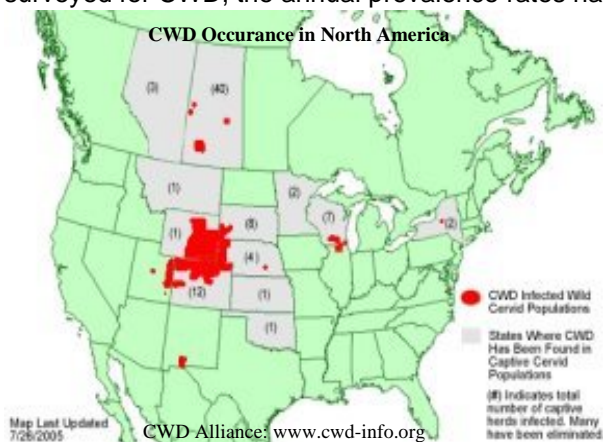 surveyed for CWD, the annual prevalence rates ha
CWD Occurance in North America
(3)
(40)
(1)
(2)
(7)
(2)
(1)
(8)
(4)
(12)
(1)
(1)
CWD Infected Wild
Cervid Populations
States Where CWD
Has Been Found in
Captive Cervid
Populations
(#) Indicates total
number of captive
herds infected. Many
have been eliminated
Map Last Updated
7/26/2005
CWD Alliance: www.cwd-info.org